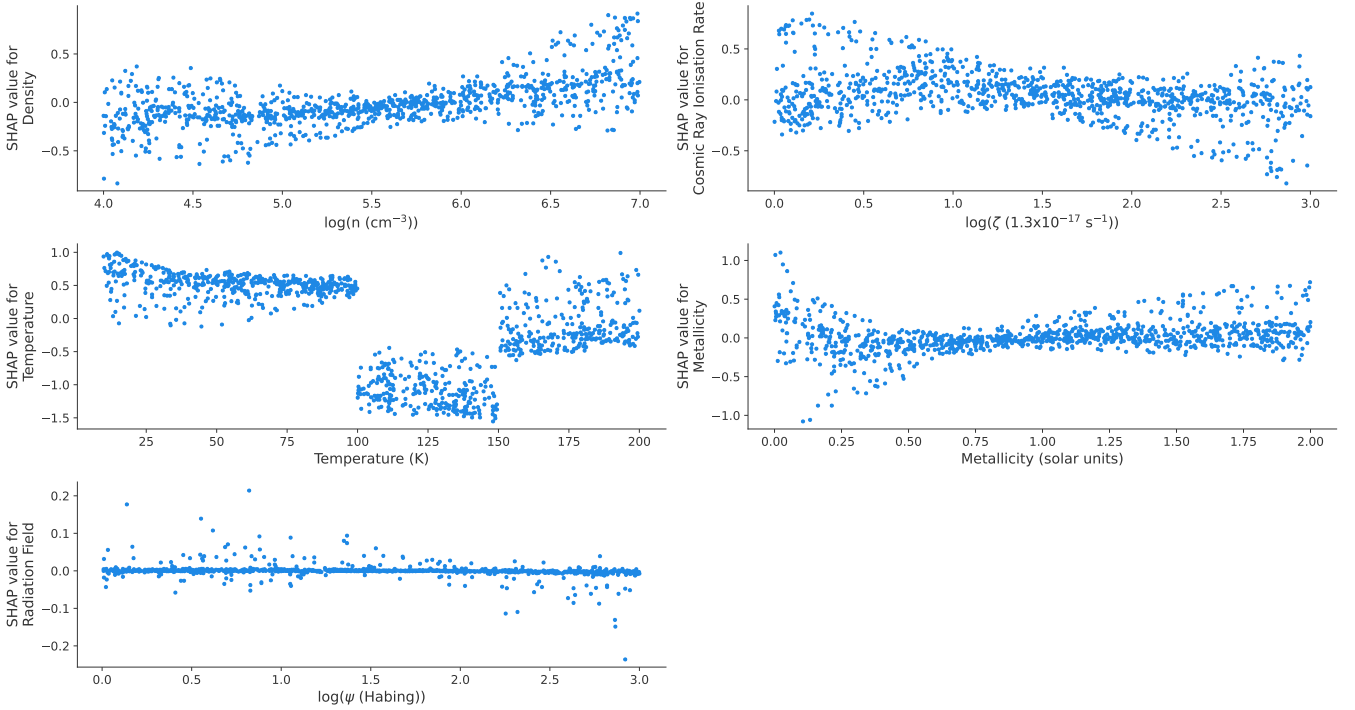 SHAP value for
Density
0.5
0.0
−0.5
4.0 4.5 5.0 5.5 6.0 6.5 7.0
log(n (cm⁻³))
SHAP value for
Cosmic Ray Ionisation Rate
0.5
0.0
−0.5
0.0 0.5 1.0 1.5 2.0 2.5 3.0
log(ζ (1.3x10⁻¹⁷ s⁻¹))
SHAP value for
Temperature
1.0
0.5
0.0
−0.5
−1.0
−1.5
25 50 75 100 125 150 175 200
Temperature (K)
SHAP value for
Metallicity
1.0
0.5
0.0
−0.5
−1.0
0.00 0.25 0.50 0.75 1.00 1.25 1.50 1.75 2.00
Metallicity (solar units)
SHAP value for
Radiation Field
0.2
0.1
0.0
−0.1
−0.2
0.0 0.5 1.0 1.5 2.0 2.5 3.0
log(ψ (Habing))